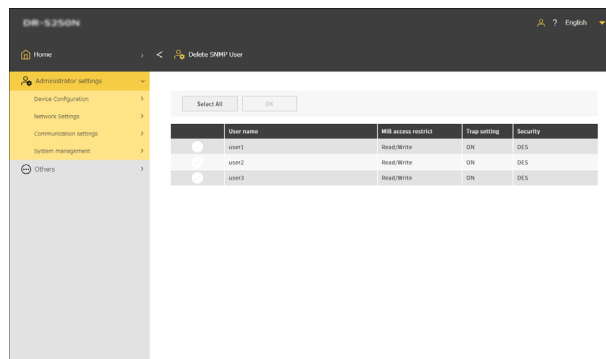 DR-S250N
? English
Home
Delete SNMP User
Administrator settings
Device Configuration
Network Settings
Communication settings
System management
Others
Select All OK
User name MIB access restrict Trap setting Security
user1 Read/Write ON DES
user2 Read/Write ON DES
user3 Read/Write ON DES